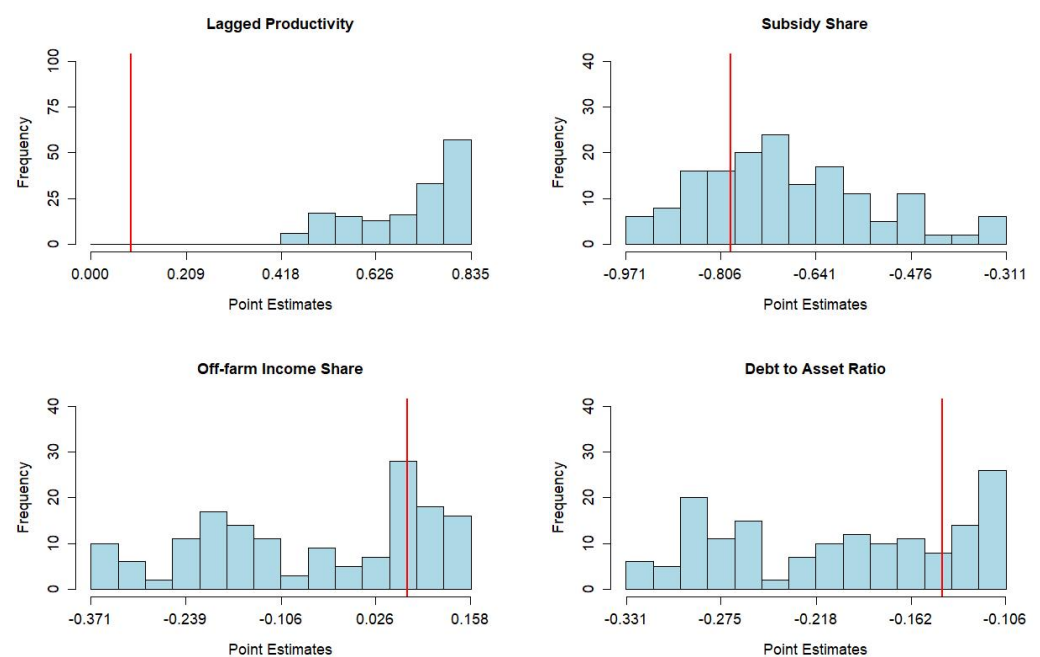 Lagged Productivity
Frequency
0 25 50 75 100
0.000 0.209 0.418 0.626 0.835
Point Estimates
Subsidy Share
Frequency
0 10 20 30 40
-0.971 -0.806 -0.641 -0.476 -0.311
Point Estimates
Off-farm Income Share
Frequency
0 10 20 30 40
-0.371 -0.239 -0.106 0.026 0.158
Point Estimates
Debt to Asset Ratio
Frequency
0 10 20 30 40
-0.331 -0.275 -0.218 -0.162 -0.106
Point Estimates